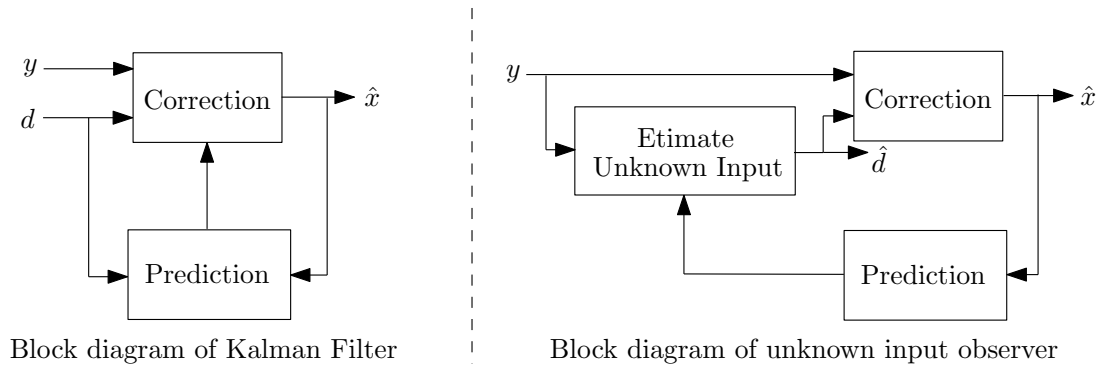 y
d
Correction
x̂
Prediction
Block diagram of Kalman Filter
y
Correction
x̂
Etimate
Unknown Input
d̂
Prediction
Block diagram of unknown input observer